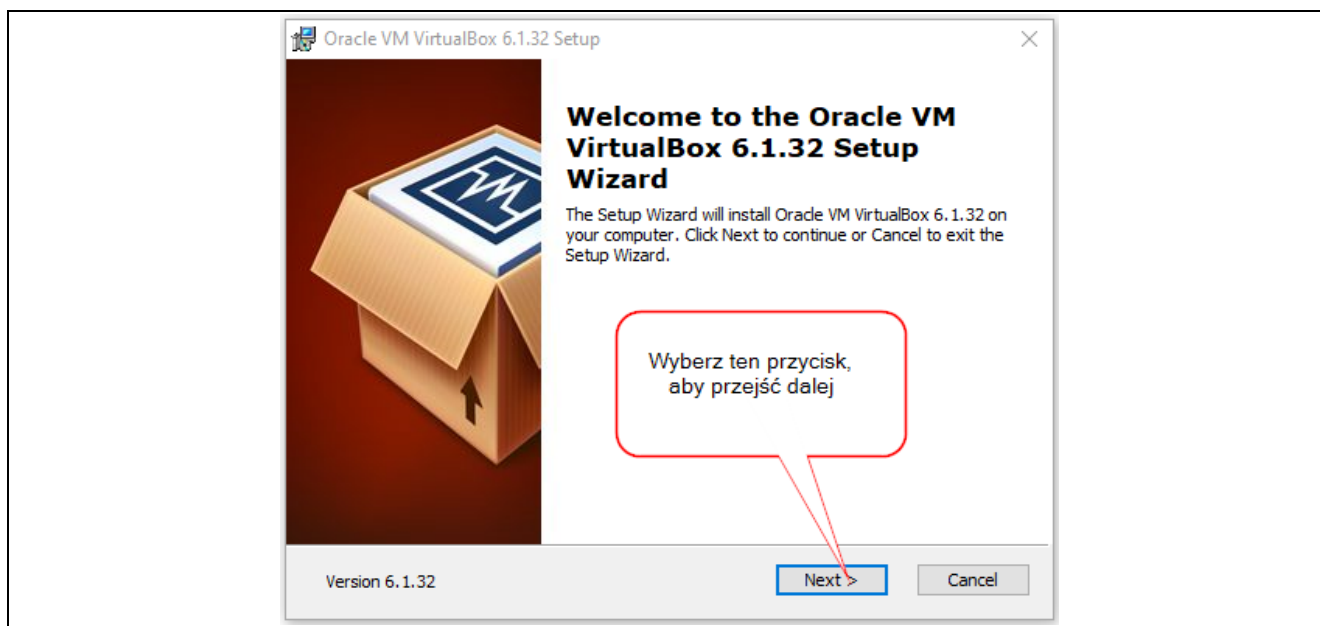 Oracle VM VirtualBox 6.1.32 Setup
Welcome to the Oracle VM
VirtualBox 6.1.32 Setup
Wizard
The Setup Wizard will install Oracle VM VirtualBox 6.1.32 on
your computer. Click Next to continue or Cancel to exit the
Setup Wizard.
Wyberz ten przycisk,
aby przejść dalej
Version 6.1.32
Next >
Cancel